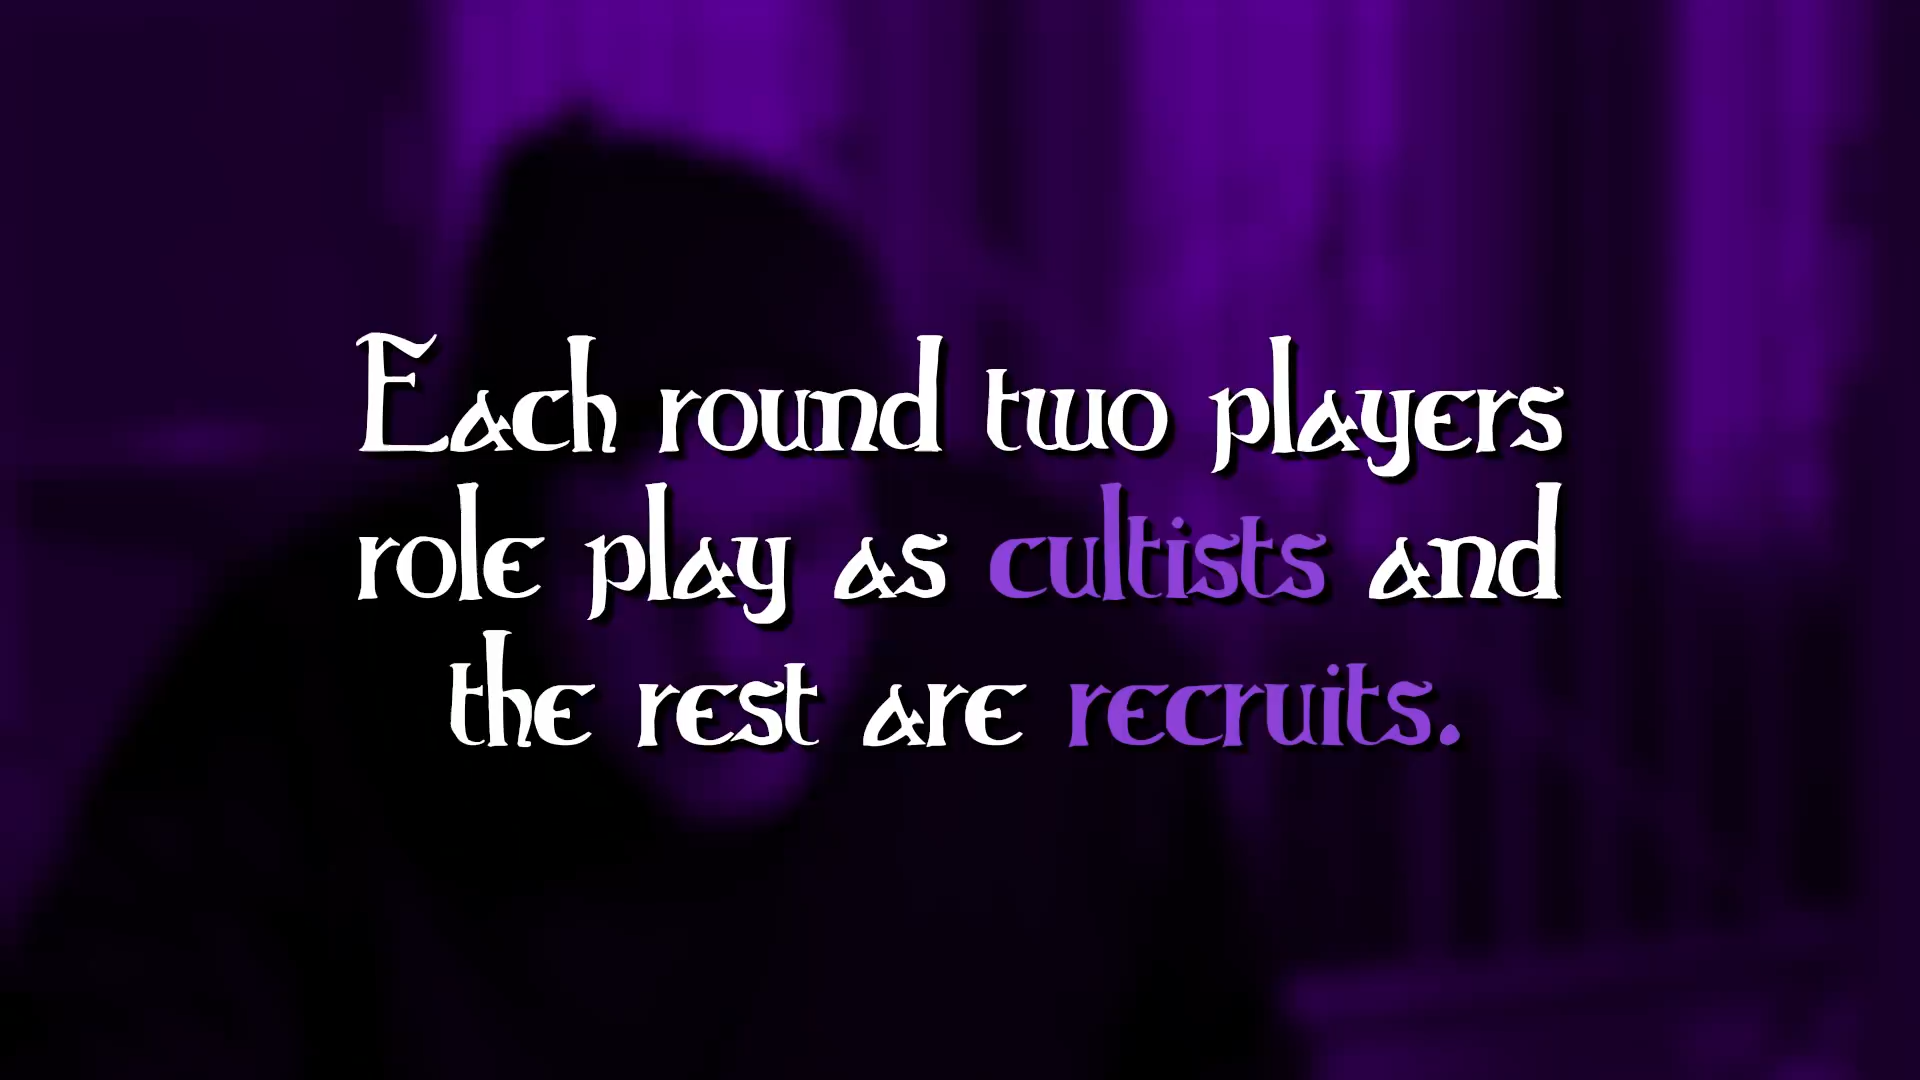 Each round two players
role play as cultists and
the rest are recruits.